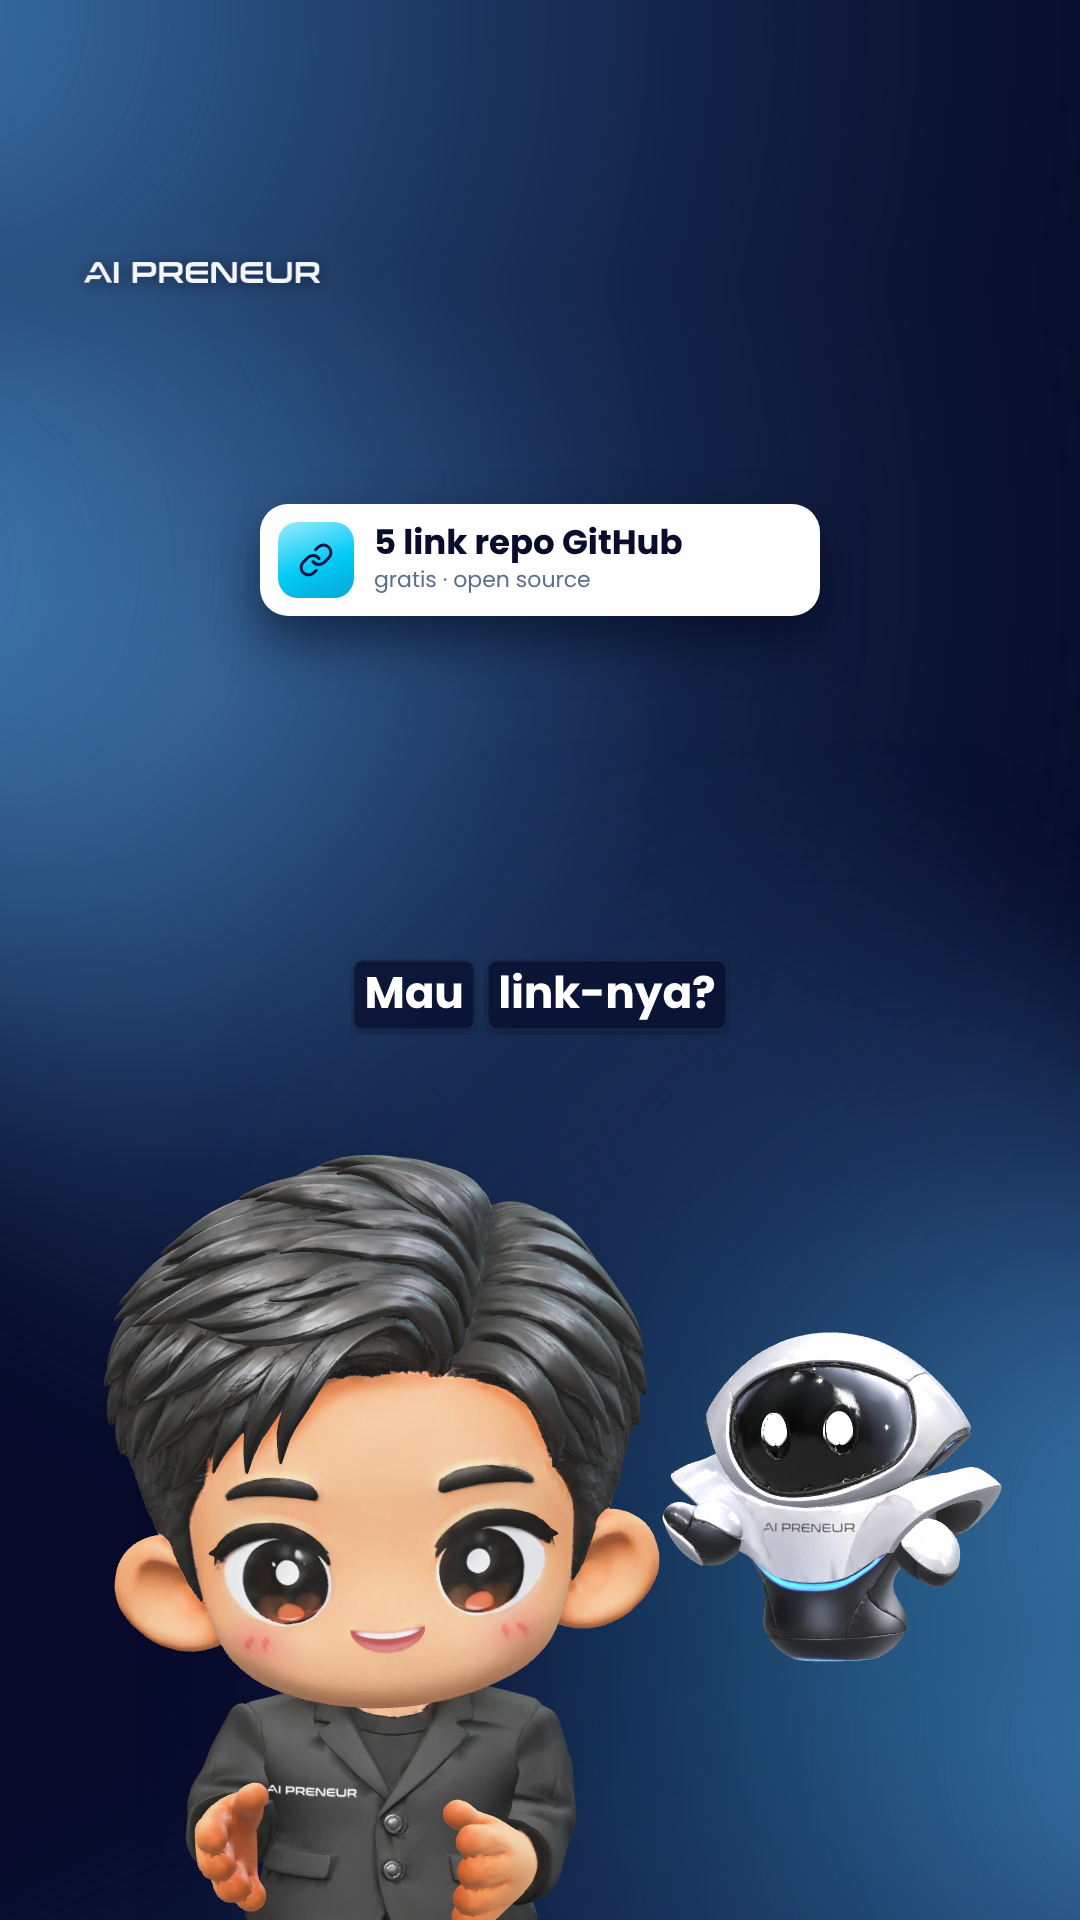 AI PRENEUR
5 link repo GitHub
gratis · open source
Mau link-nya?
AI PRENEUR
AI PRENEUR